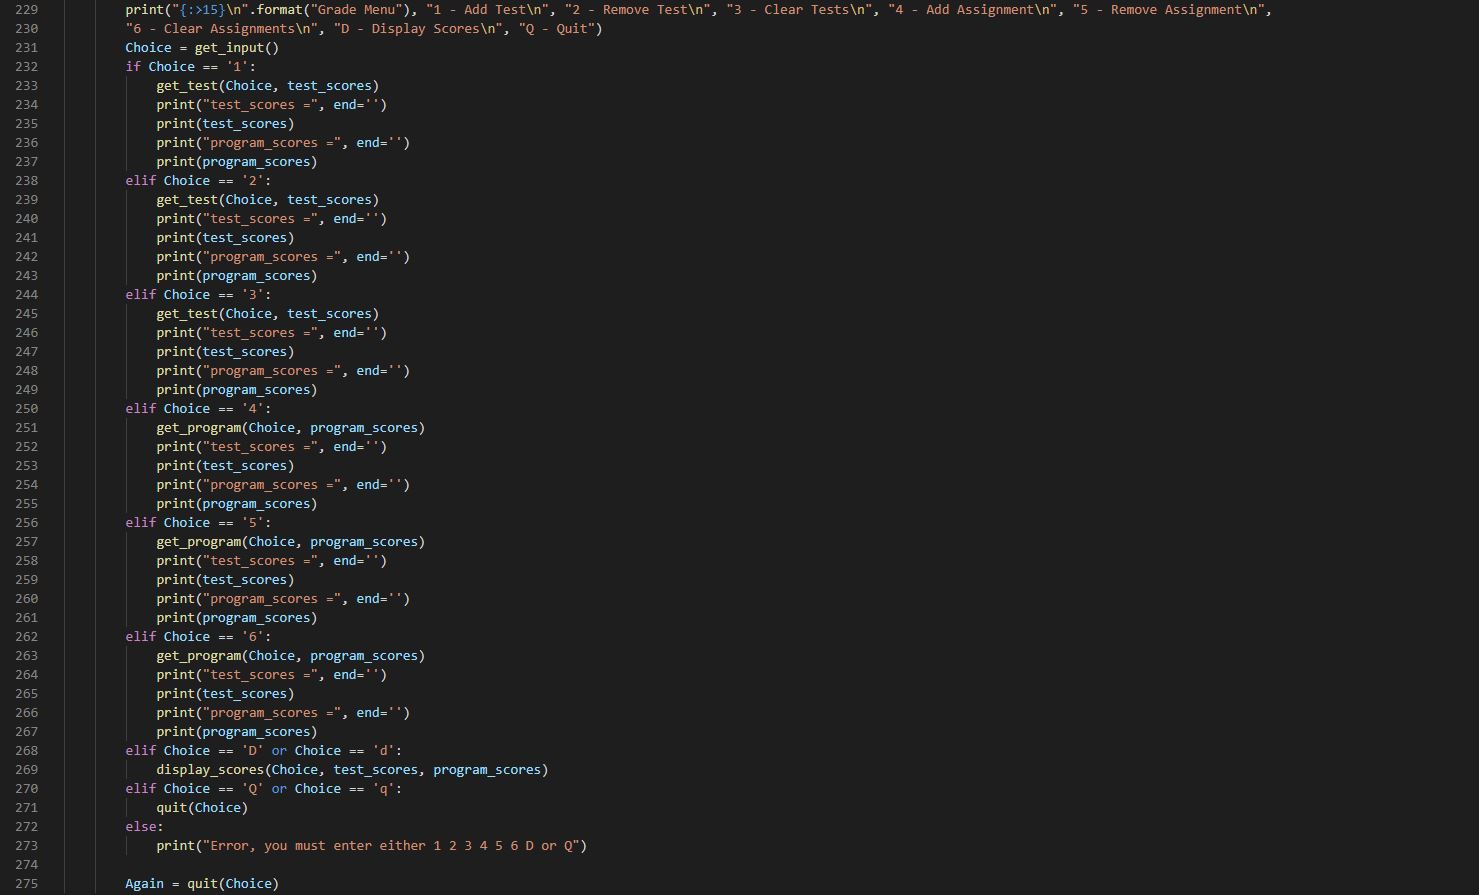 229 print("{:>15}\n".format("Grade Menu"), "1 - Add Test\n", "2 - Remove Test\n", "3 - Clear Tests\n", "4 - Add Assignment\n", "5 - Remove Assignment\n",
230 "6 - Clear Assignments\n", "D - Display Scores\n", "Q - Quit")
231 Choice = get_input()
232 if Choice == '1':
233 get_test(Choice, test_scores)
234 print("test_scores =", end='')
235 print(test_scores)
236 print("program_scores =", end='')
237 print(program_scores)
238 elif Choice == '2':
239 get_test(Choice, test_scores)
240 print("test_scores =", end='')
241 print(test_scores)
242 print("program_scores =", end='')
243 print(program_scores)
244 elif Choice == '3':
245 get_test(Choice, test_scores)
246 print("test_scores =", end='')
247 print(test_scores)
248 print("program_scores =", end='')
249 print(program_scores)
250 elif Choice == '4':
251 get_program(Choice, program_scores)
252 print("test_scores =", end='')
253 print(test_scores)
254 print("program_scores =", end='')
255 print(program_scores)
256 elif Choice == '5':
257 get_program(Choice, program_scores)
258 print("test_scores =", end='')
259 print(test_scores)
260 print("program_scores =", end='')
261 print(program_scores)
262 elif Choice == '6':
263 get_program(Choice, program_scores)
264 print("test_scores =", end='')
265 print(test_scores)
266 print("program_scores =", end='')
267 print(program_scores)
268 elif Choice == 'D' or Choice == 'd':
269 display_scores(Choice, test_scores, program_scores)
270 elif Choice == 'Q' or Choice == 'q':
271 quit(Choice)
272 else:
273 print("Error, you must enter either 1 2 3 4 5 6 D or Q")
274
275 Again = quit(Choice)